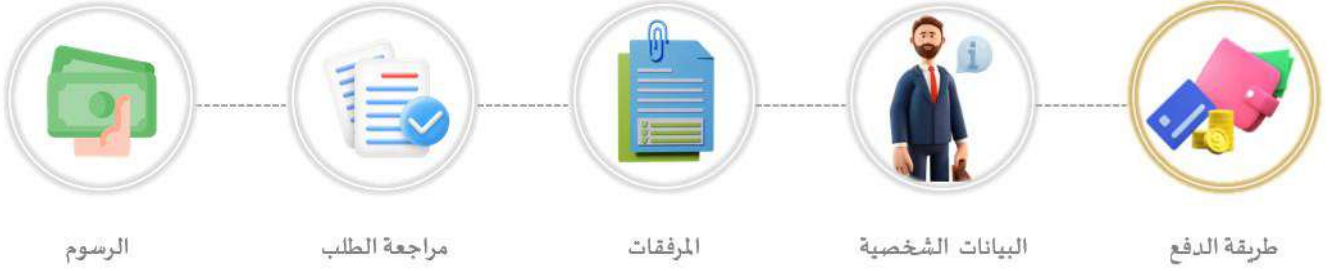 طريقة الدفع
البيانات الشخصية
المرفقات
مراجعة الطلب
الرسوم